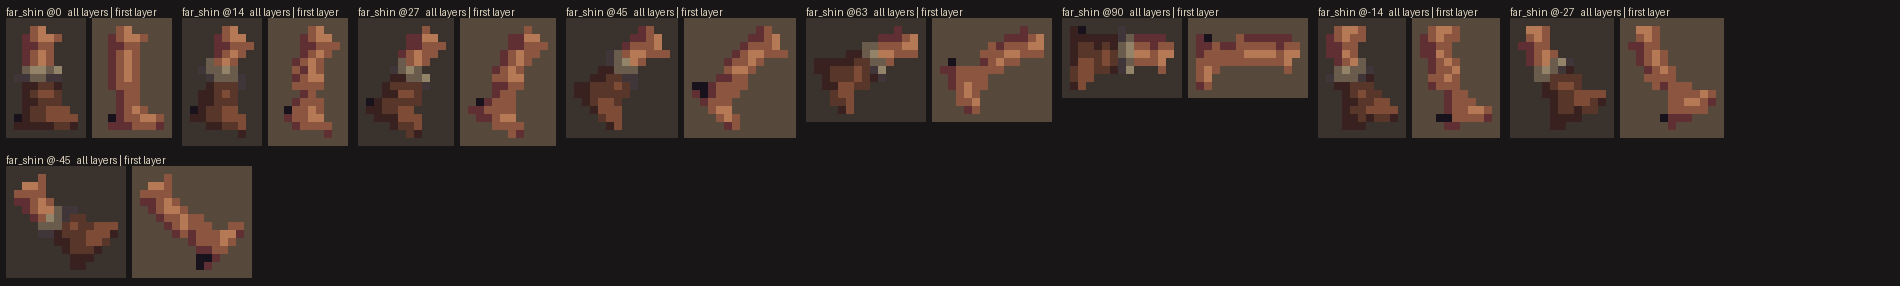 far_shin @0 all layers | first layer
far_shin @14 all layers | first layer
far_shin @27 all layers | first layer
far_shin @45 all layers | first layer
far_shin @63 all layers | first layer
far_shin @90 all layers | first layer
far_shin @-14 all layers | first layer
far_shin @-27 all layers | first layer
far_shin @-45 all layers | first layer